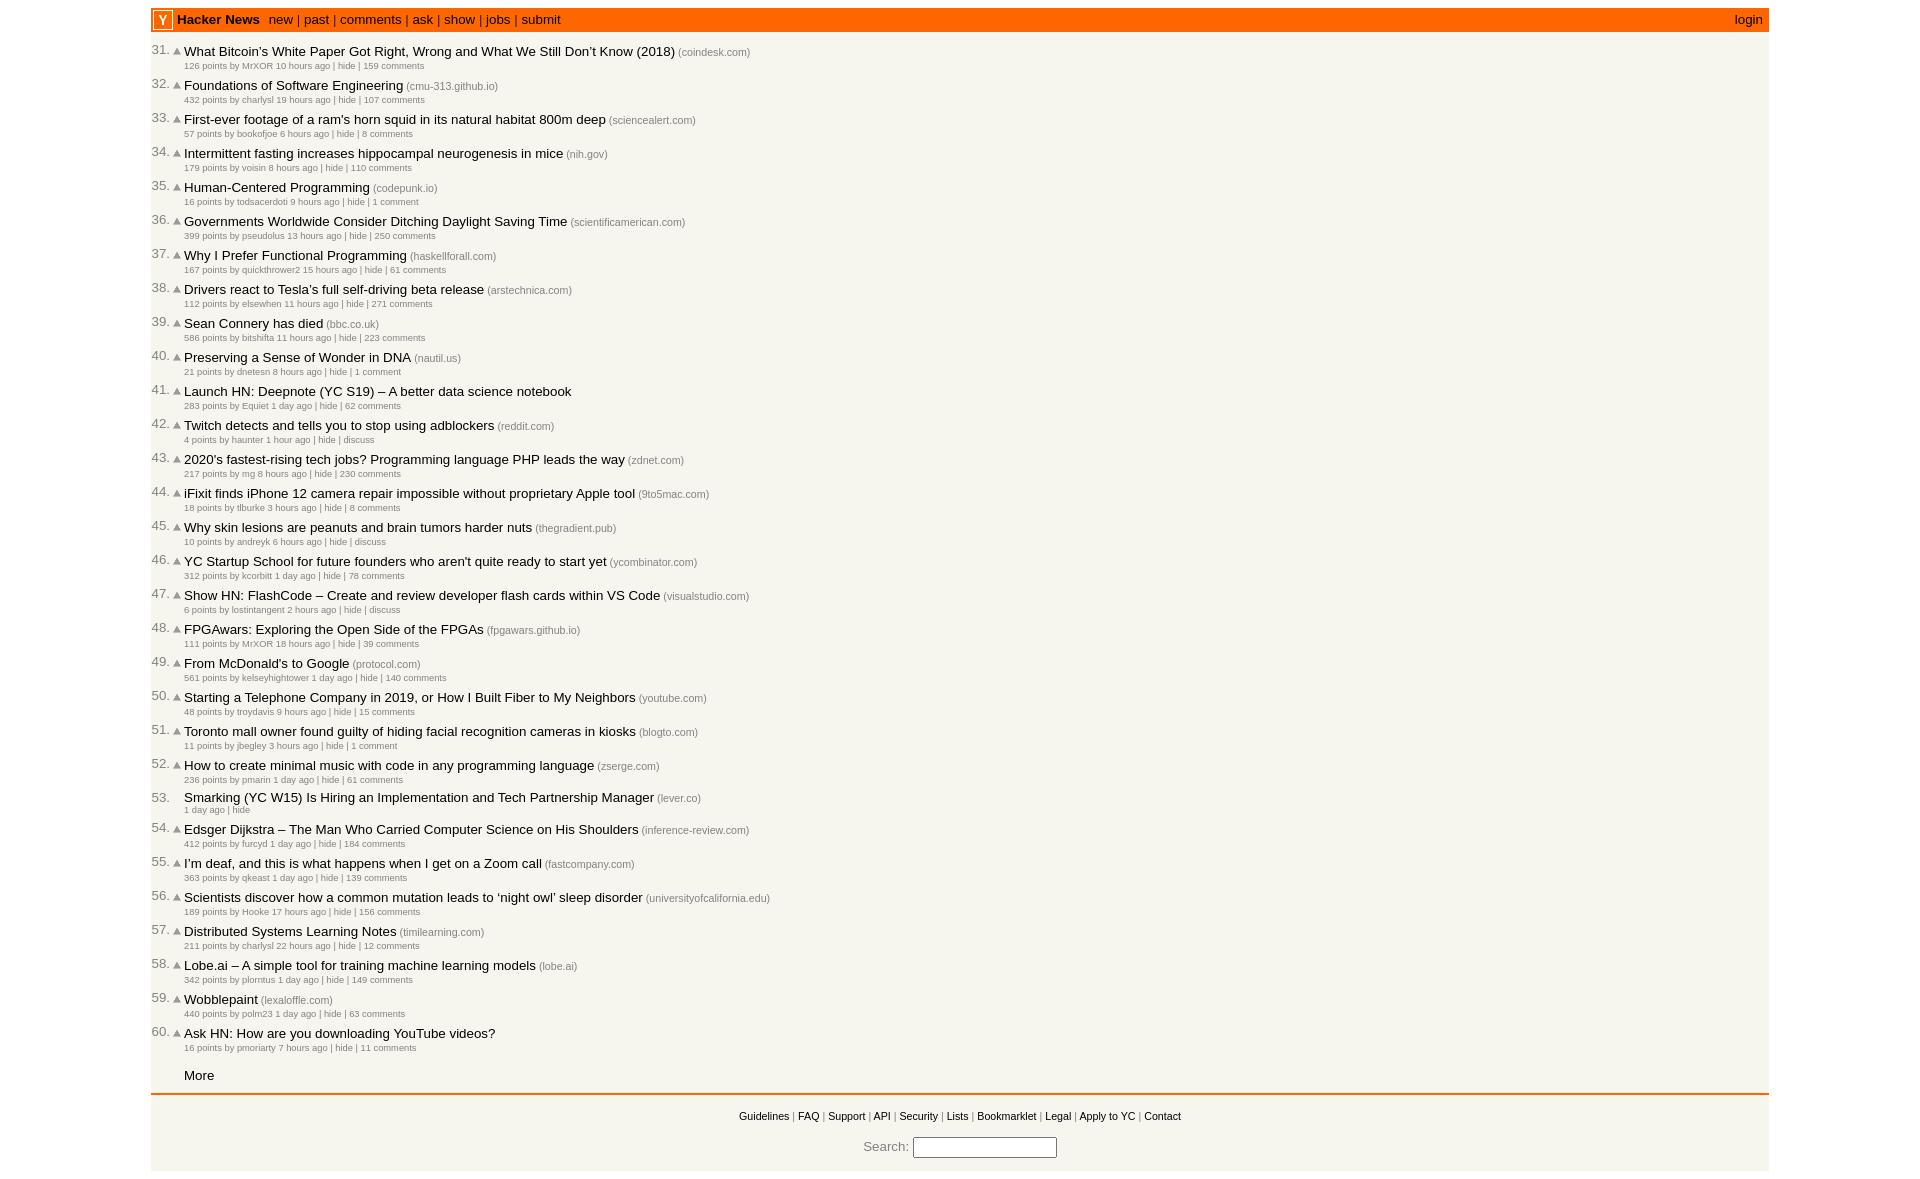 Y Hacker News new | past | comments | ask | show | jobs | submit login
31. What Bitcoin's White Paper Got Right, Wrong and What We Still Don't Know (2018) (coindesk.com)
126 points by MrXOR 10 hours ago | hide | 159 comments
32. Foundations of Software Engineering (cmu-313.github.io)
432 points by charlysl 19 hours ago | hide | 107 comments
33. First-ever footage of a ram's horn squid in its natural habitat 800m deep (sciencealert.com)
57 points by bookofjoe 6 hours ago | hide | 8 comments
34. Intermittent fasting increases hippocampal neurogenesis in mice (nih.gov)
179 points by voisin 8 hours ago | hide | 110 comments
35. Human-Centered Programming (codepunk.io)
16 points by todsacerdoti 9 hours ago | hide | 1 comment
36. Governments Worldwide Consider Ditching Daylight Saving Time (scientificamerican.com)
399 points by pseudolus 13 hours ago | hide | 250 comments
37. Why I Prefer Functional Programming (haskellforall.com)
167 points by quickthrower2 15 hours ago | hide | 61 comments
38. Drivers react to Tesla's full self-driving beta release (arstechnica.com)
112 points by elsewhen 11 hours ago | hide | 271 comments
39. Sean Connery has died (bbc.co.uk)
586 points by bitshifta 11 hours ago | hide | 223 comments
40. Preserving a Sense of Wonder in DNA (nautil.us)
21 points by dnetesn 8 hours ago | hide | 1 comment
41. Launch HN: Deepnote (YC S19) – A better data science notebook
283 points by Equiet 1 day ago | hide | 62 comments
42. Twitch detects and tells you to stop using adblockers (reddit.com)
4 points by haunter 1 hour ago | hide | discuss
43. 2020's fastest-rising tech jobs? Programming language PHP leads the way (zdnet.com)
217 points by mg 8 hours ago | hide | 230 comments
44. iFixit finds iPhone 12 camera repair impossible without proprietary Apple tool (9to5mac.com)
18 points by tlburke 3 hours ago | hide | 8 comments
45. Why skin lesions are peanuts and brain tumors harder nuts (thegradient.pub)
10 points by andreyk 6 hours ago | hide | discuss
46. YC Startup School for future founders who aren't quite ready to start yet (ycombinator.com)
312 points by kcorbitt 1 day ago | hide | 78 comments
47. Show HN: FlashCode – Create and review developer flash cards within VS Code (visualstudio.com)
6 points by lostintangent 2 hours ago | hide | discuss
48. FPGAwars: Exploring the Open Side of the FPGAs (fpgawars.github.io)
111 points by MrXOR 18 hours ago | hide | 39 comments
49. From McDonald's to Google (protocol.com)
561 points by kelseyhightower 1 day ago | hide | 140 comments
50. Starting a Telephone Company in 2019, or How I Built Fiber to My Neighbors (youtube.com)
48 points by troydavis 9 hours ago | hide | 15 comments
51. Toronto mall owner found guilty of hiding facial recognition cameras in kiosks (blogto.com)
11 points by jbegley 3 hours ago | hide | 1 comment
52. How to create minimal music with code in any programming language (zserge.com)
236 points by pmarin 1 day ago | hide | 61 comments
53. Smarking (YC W15) Is Hiring an Implementation and Tech Partnership Manager (lever.co)
1 day ago | hide
54. Edsger Dijkstra – The Man Who Carried Computer Science on His Shoulders (inference-review.com)
412 points by furcyd 1 day ago | hide | 184 comments
55. I'm deaf, and this is what happens when I get on a Zoom call (fastcompany.com)
363 points by qkeast 1 day ago | hide | 139 comments
56. Scientists discover how a common mutation leads to ‘night owl’ sleep disorder (universityofcalifornia.edu)
189 points by Hooke 17 hours ago | hide | 156 comments
57. Distributed Systems Learning Notes (timilearning.com)
211 points by charlysl 22 hours ago | hide | 12 comments
58. Lobe.ai – A simple tool for training machine learning models (lobe.ai)
342 points by plorntus 1 day ago | hide | 149 comments
59. Wobblepaint (lexaloffle.com)
440 points by polm23 1 day ago | hide | 63 comments
60. Ask HN: How are you downloading YouTube videos?
16 points by pmoriarty 7 hours ago | hide | 11 comments
More
Guidelines | FAQ | Support | API | Security | Lists | Bookmarklet | Legal | Apply to YC | Contact
Search: